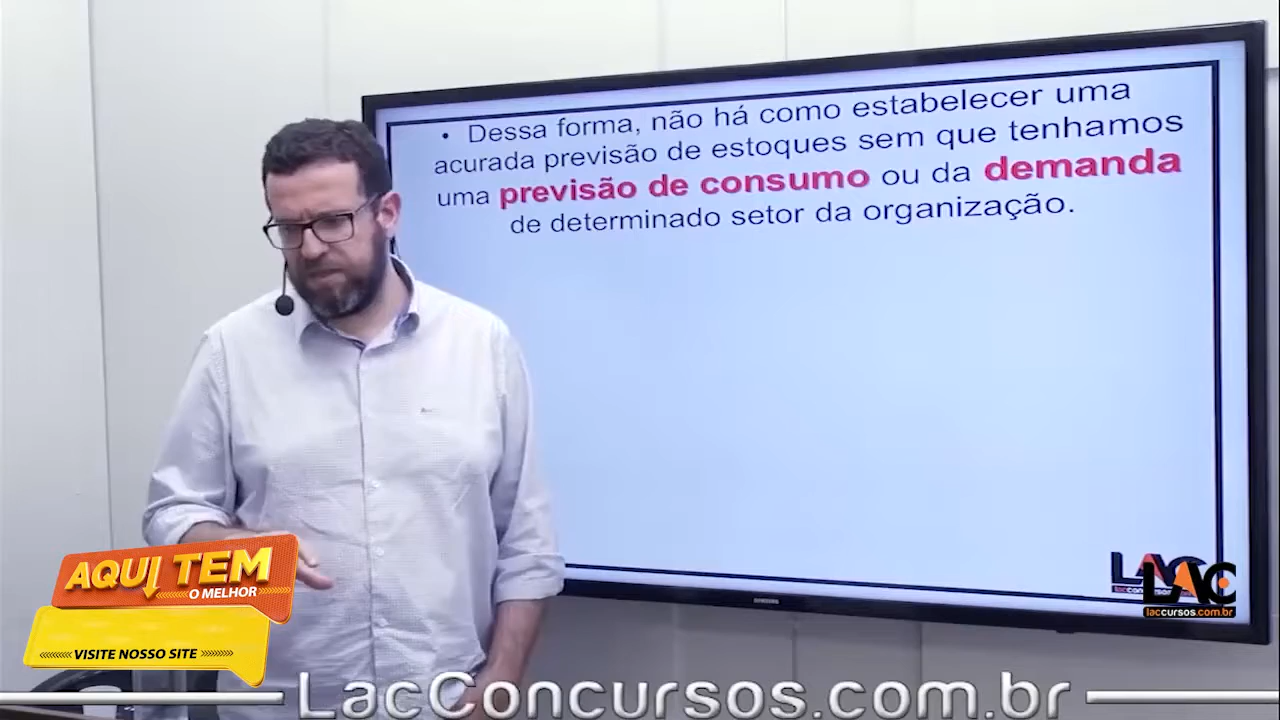 • Dessa forma, não há como estabelecer uma
acurada previsão de estoques sem que tenhamos
uma previsão de consumo ou da demanda
de determinado setor da organização.
LAC
LAC
laccursos.com.br
SAMSUNG
AQUI TEM
O MELHOR
VISITE NOSSO SITE
LacConcursos.com.br